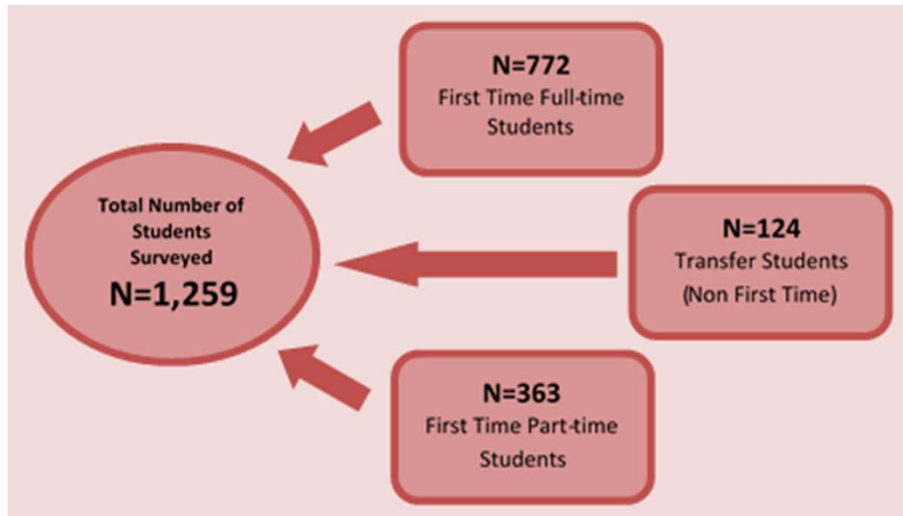 N=772
First Time Full-time
Students
Total Number of
Students
Surveyed
N=1,259
N=124
Transfer Students
(Non First Time)
N=363
First Time Part-time
Students